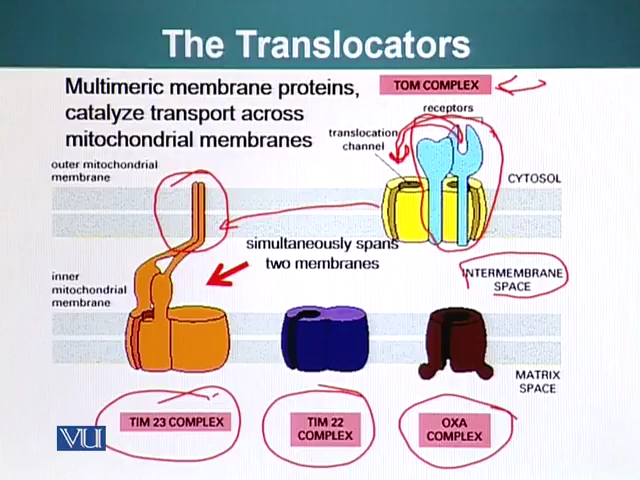 The Translocators
Multimeric membrane proteins,
catalyze transport across
mitochondrial membranes
TOM COMPLEX
receptors
translocation
channel
outer mitochondrial
membrane
CYTOSOL
simultaneously spans
two membranes
inner
mitochondrial
membrane
INTERMEMBRANE
SPACE
MATRIX
SPACE
TIM 23 COMPLEX
TIM 22
COMPLEX
OXA
COMPLEX
VU